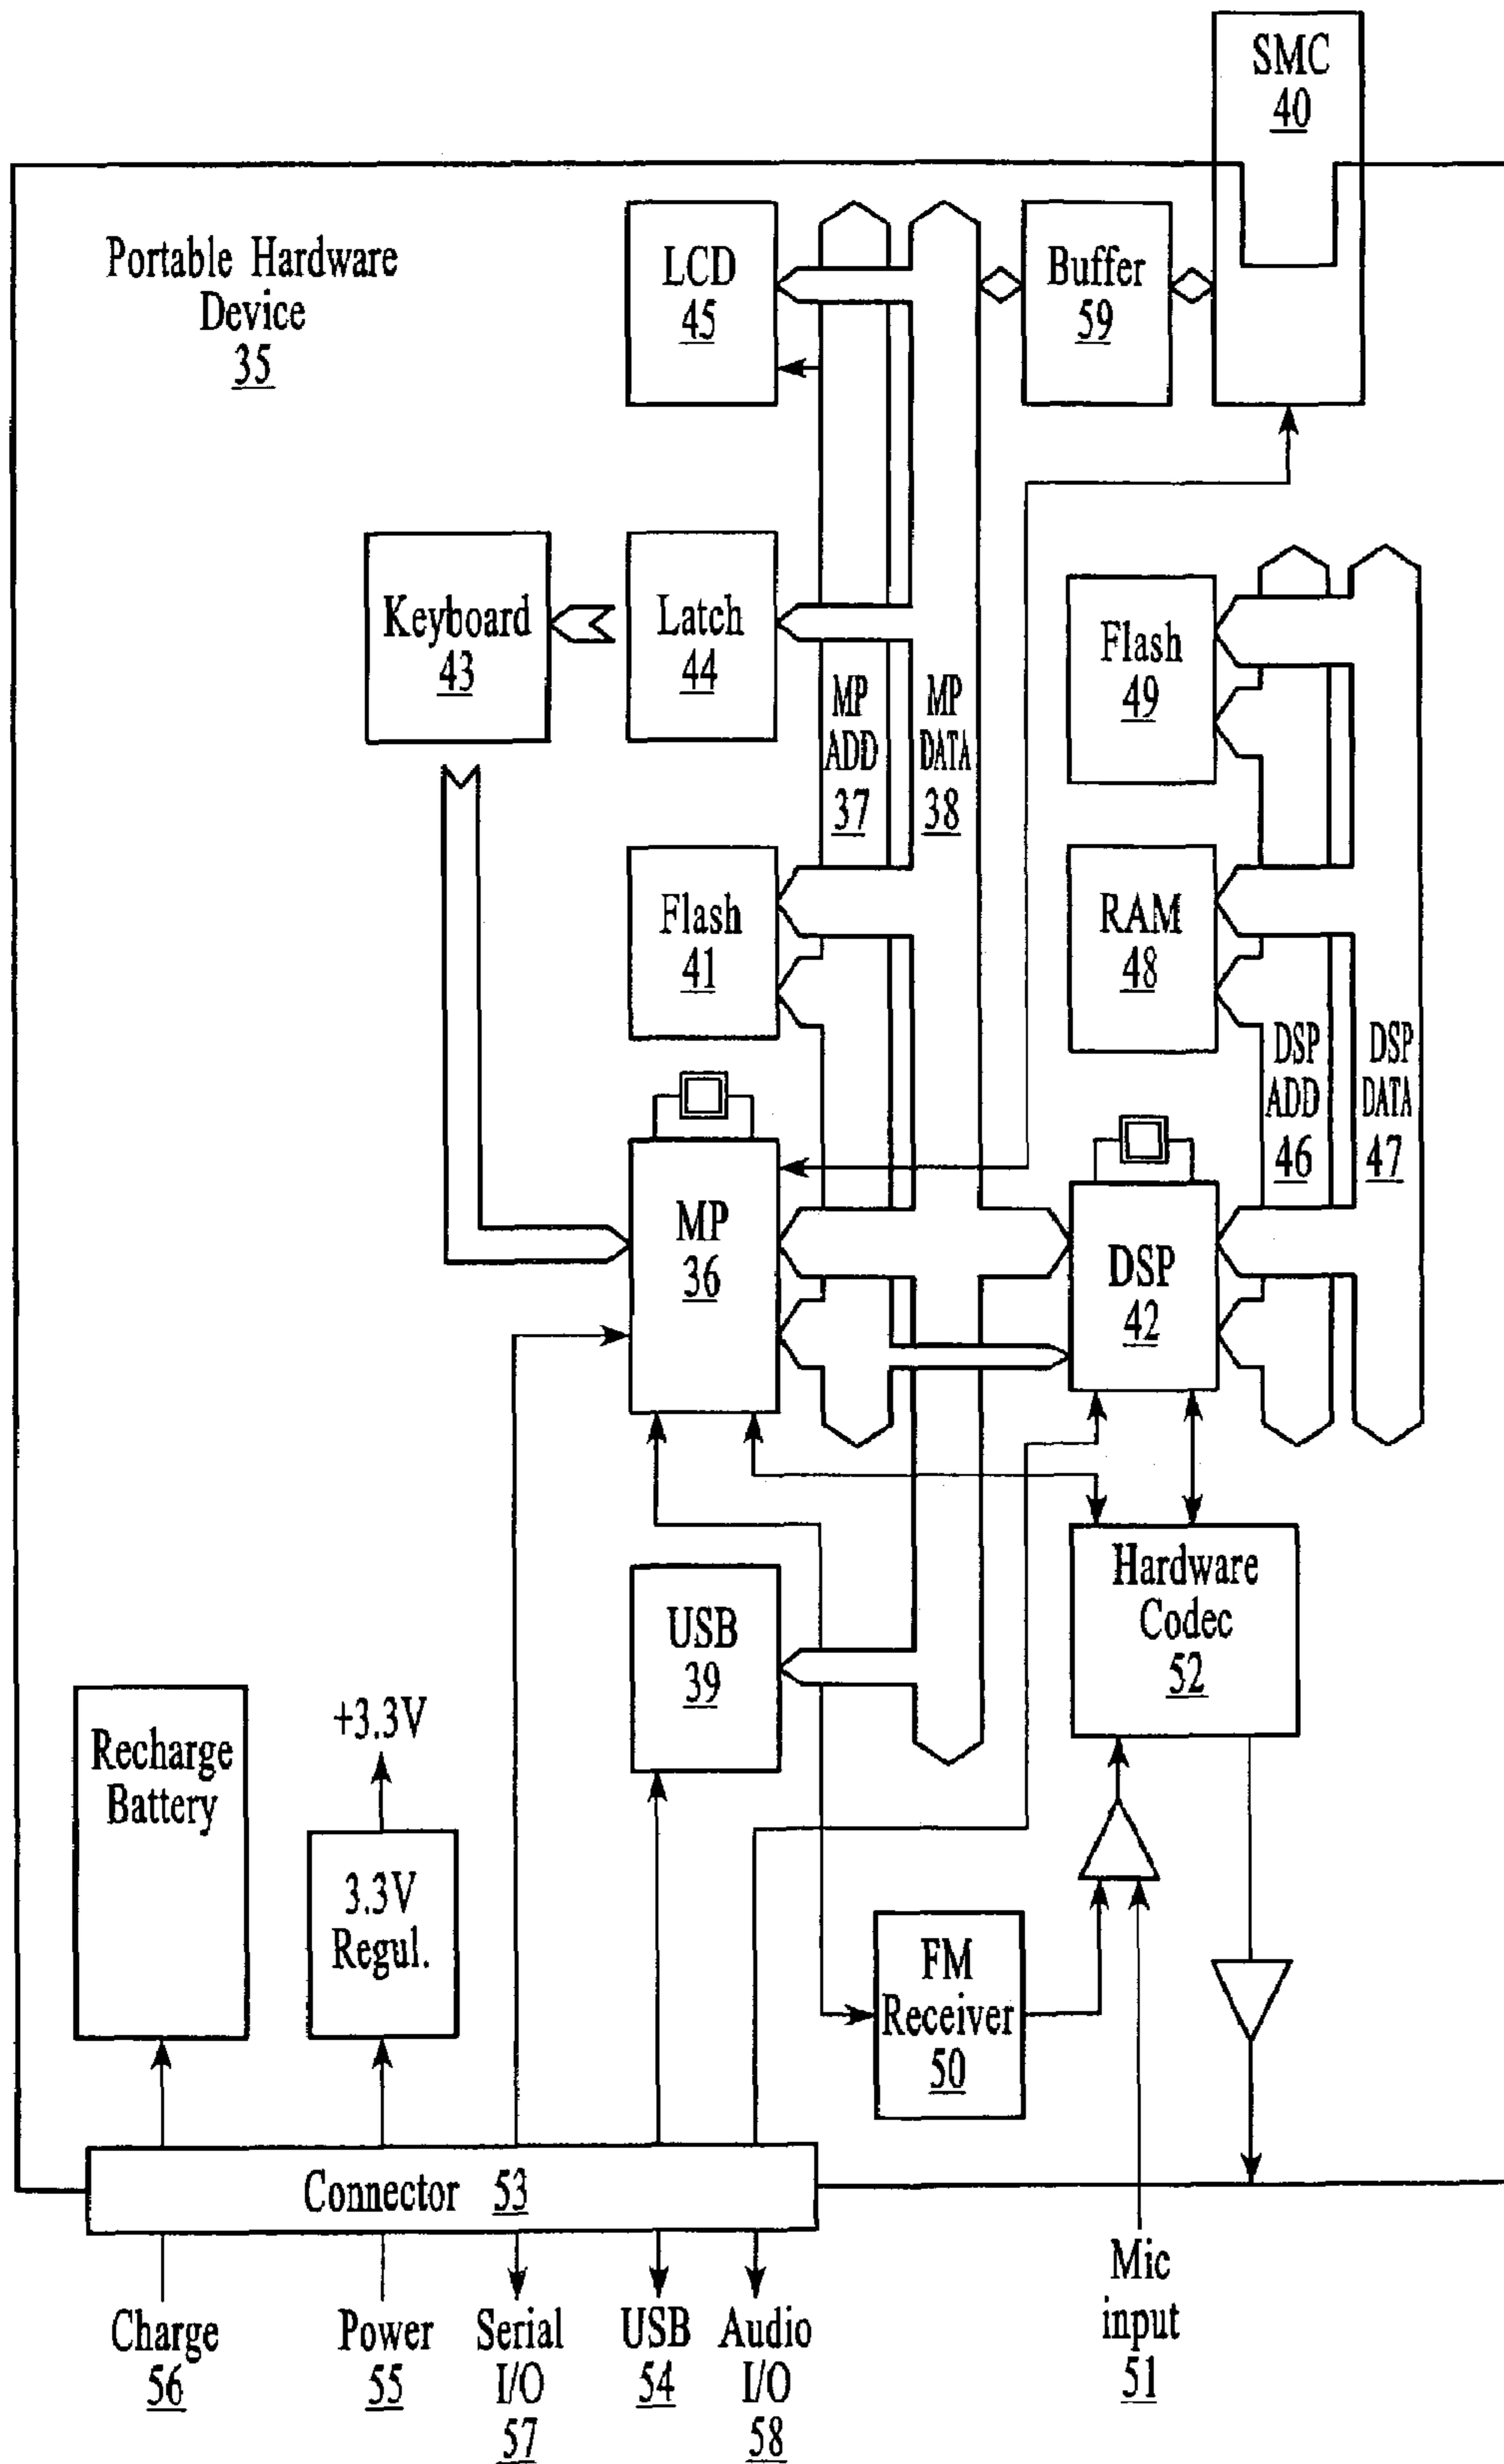 SMC
40
Portable Hardware
Device
35
LCD
45
Buffer
59
Keyboard
43
Latch
44
MP
ADD
37
MP
DATA
38
Flash
49
Flash
41
RAM
48
DSP
ADD
46
DSP
DATA
47
MP
36
DSP
42
Hardware
Codec
52
USB
39
Recharge
Battery
+3.3V
3.3V
Regul.
FM
Receiver
50
Connector 53
Charge
56
Power
55
Serial
I/O
57
USB
54
Audio
I/O
58
Mic
input
51